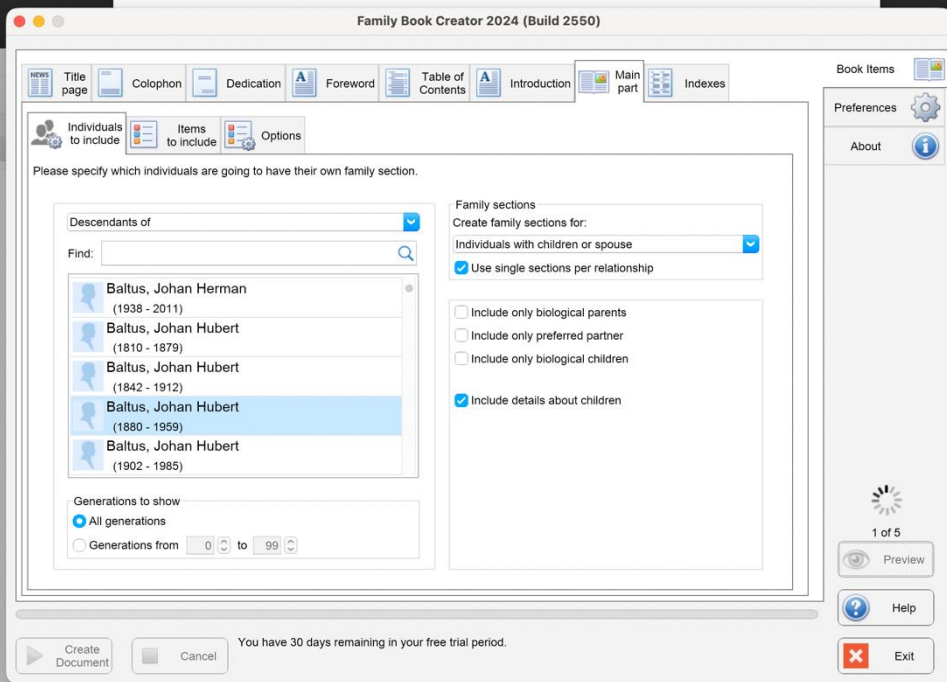 Family Book Creator 2024 (Build 2550)
NEWS
Title
page
Colophon
Dedication
A
Foreword
Table of
Contents
A
Introduction
Main
part
Indexes
Book Items
Preferences
About
Individuals
to include
Items
to include
Options
Please specify which individuals are going to have their own family section.
Descendants of
Find:
Baltus, Johan Herman
(1938 - 2011)
Baltus, Johan Hubert
(1810 - 1879)
Baltus, Johan Hubert
(1842 - 1912)
Baltus, Johan Hubert
(1880 - 1959)
Baltus, Johan Hubert
(1902 - 1985)
Generations to show
All generations
Generations from 0 to 99
Family sections
Create family sections for:
Individuals with children or spouse
Use single sections per relationship
Include only biological parents
Include only preferred partner
Include only biological children
Include details about children
1 of 5
Preview
Help
Exit
Create
Document
Cancel
You have 30 days remaining in your free trial period.